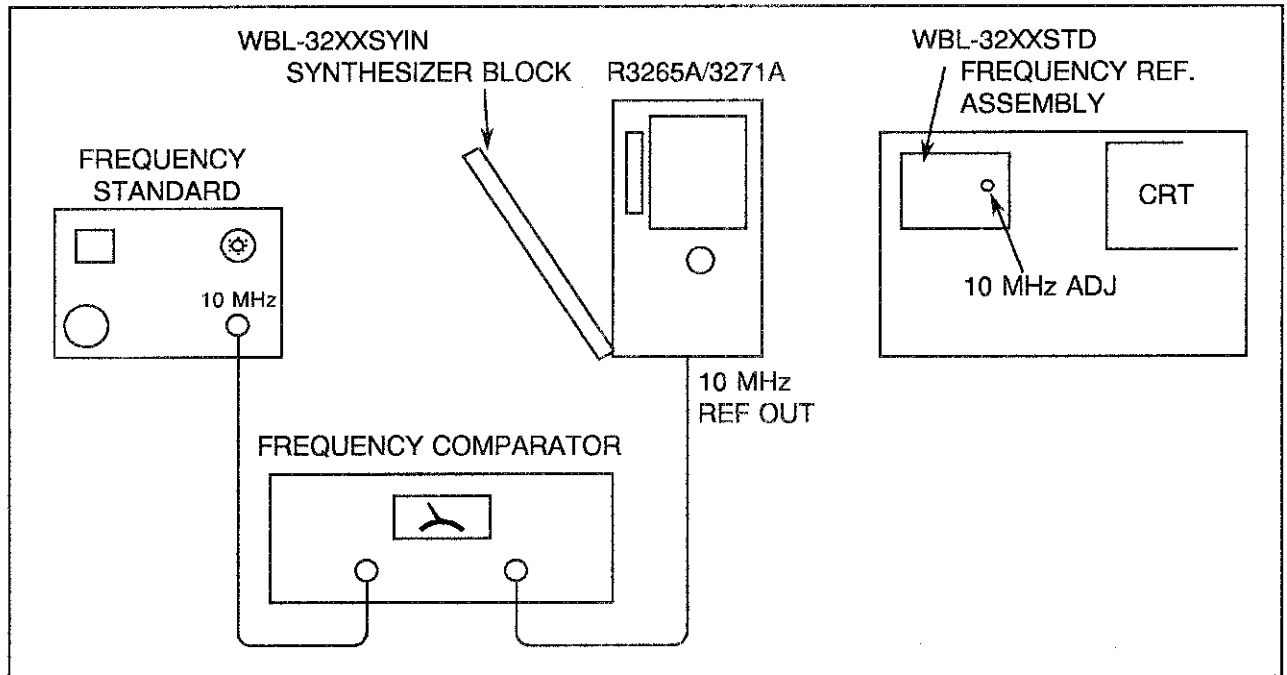 WBL-32XXSYIN
SYNTHESIZER BLOCK
R3265A/3271A
WBL-32XXSTD
FREQUENCY REF.
ASSEMBLY
FREQUENCY
STANDARD
10 MHz
CRT
10 MHz ADJ
10 MHz
REF OUT
FREQUENCY COMPARATOR